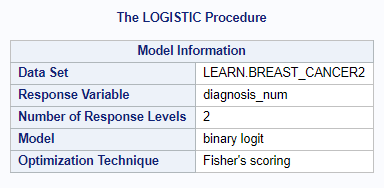 The LOGISTIC Procedure
Model Information
Data Set LEARN.BREAST_CANCER2
Response Variable diagnosis_num
Number of Response Levels 2
Model binary logit
Optimization Technique Fisher's scoring